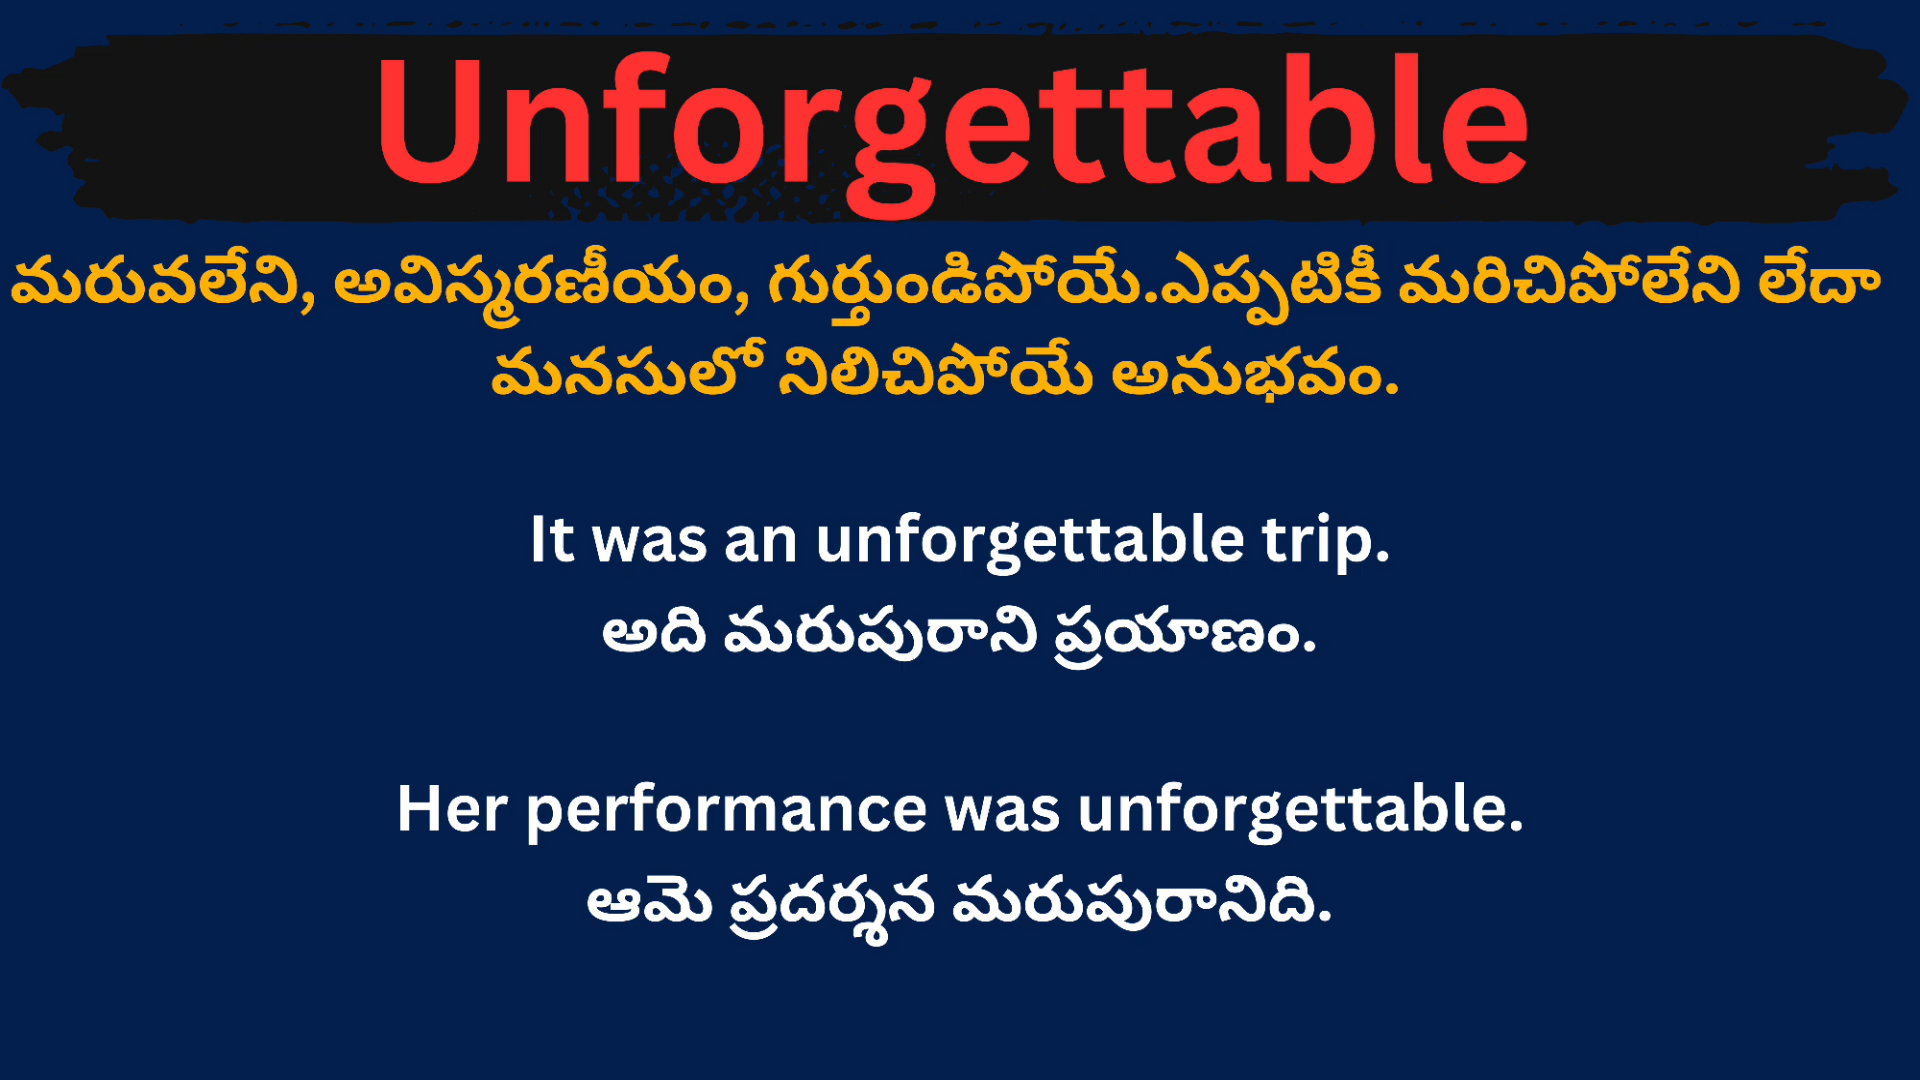 Unforgettable
మరువలేని, అవిస్మరణీయం, గుర్తుండిపోయే.ఎప్పటికీ మరిచిపోలేని లేదా
మనసులో నిలిచిపోయే అనుభవం.
It was an unforgettable trip.
అది మరుపురాని ప్రయాణం.
Her performance was unforgettable.
ఆమె ప్రదర్శన మరుపురానిది.